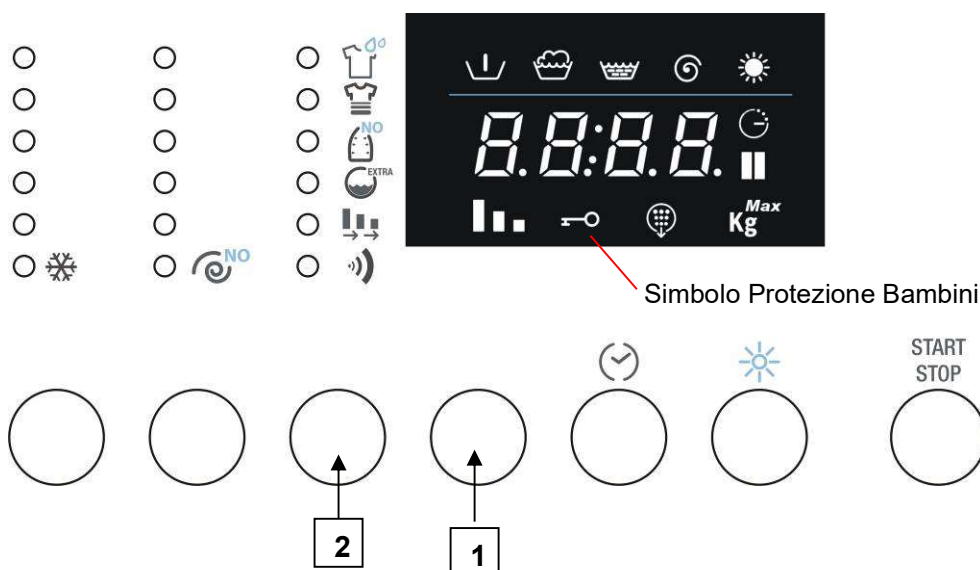 NO
EXTRA
NO
8.8:8.8.
Max
Kg
Simbolo Protezione Bambini
START
STOP
2
1